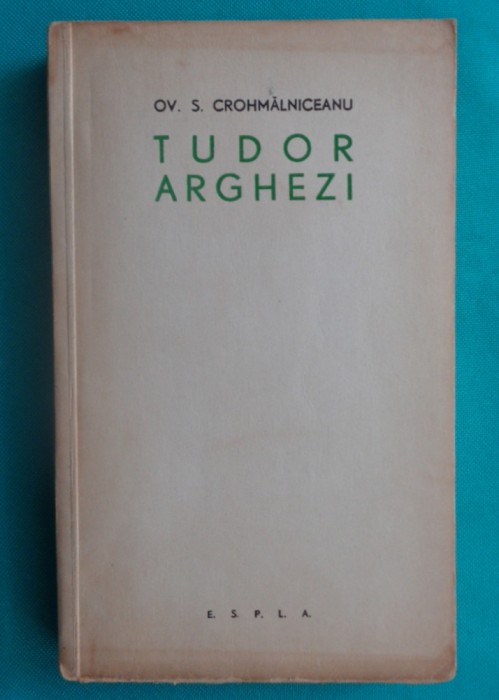 OV. S. CROHMĂLNICEANU
TUDOR
ARGHEZI
E. S. P. L. A.